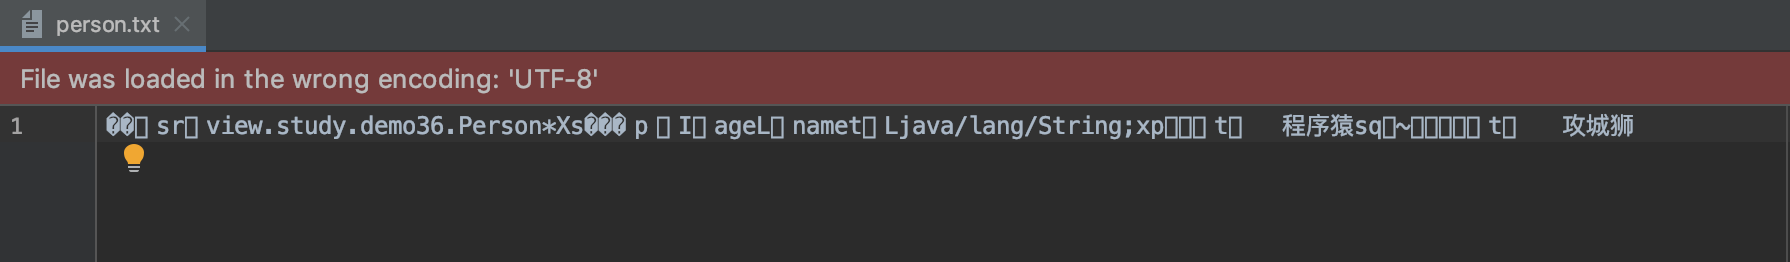 person.txt
File was loaded in the wrong encoding: 'UTF-8'
1
��□ sr□ view.study.demo36.Person*Xs���� p □ I□ ageL□ namet□ Ljava/lang/String;xp□□□ t□ 程序猿sq□~□□□□□ t□ 攻城狮